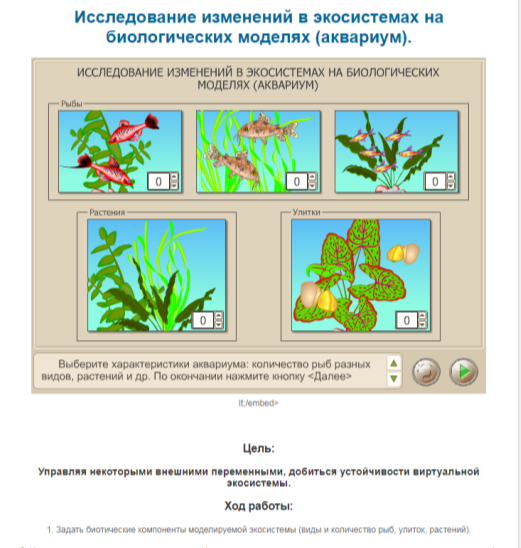 Исследование изменений в экосистемах на
биологических моделях (аквариум).
ИССЛЕДОВАНИЕ ИЗМЕНЕНИЙ В ЭКОСИСТЕМАХ НА БИОЛОГИЧЕСКИХ
МОДЕЛЯХ (АКВАРИУМ)
Рыбы
0
0
0
Растения
Улитки
0
0
Выберите характеристики аквариума: количество рыб разных
видов, растений и др. По окончании нажмите кнопку <Далее>
lt;/embed>
Цель:
Управляя некоторыми внешними переменными, добиться устойчивости виртуальной
экосистемы.
Ход работы:
1. Задать биотические компоненты моделируемой экосистемы (виды и количество рыб, улиток, растений).